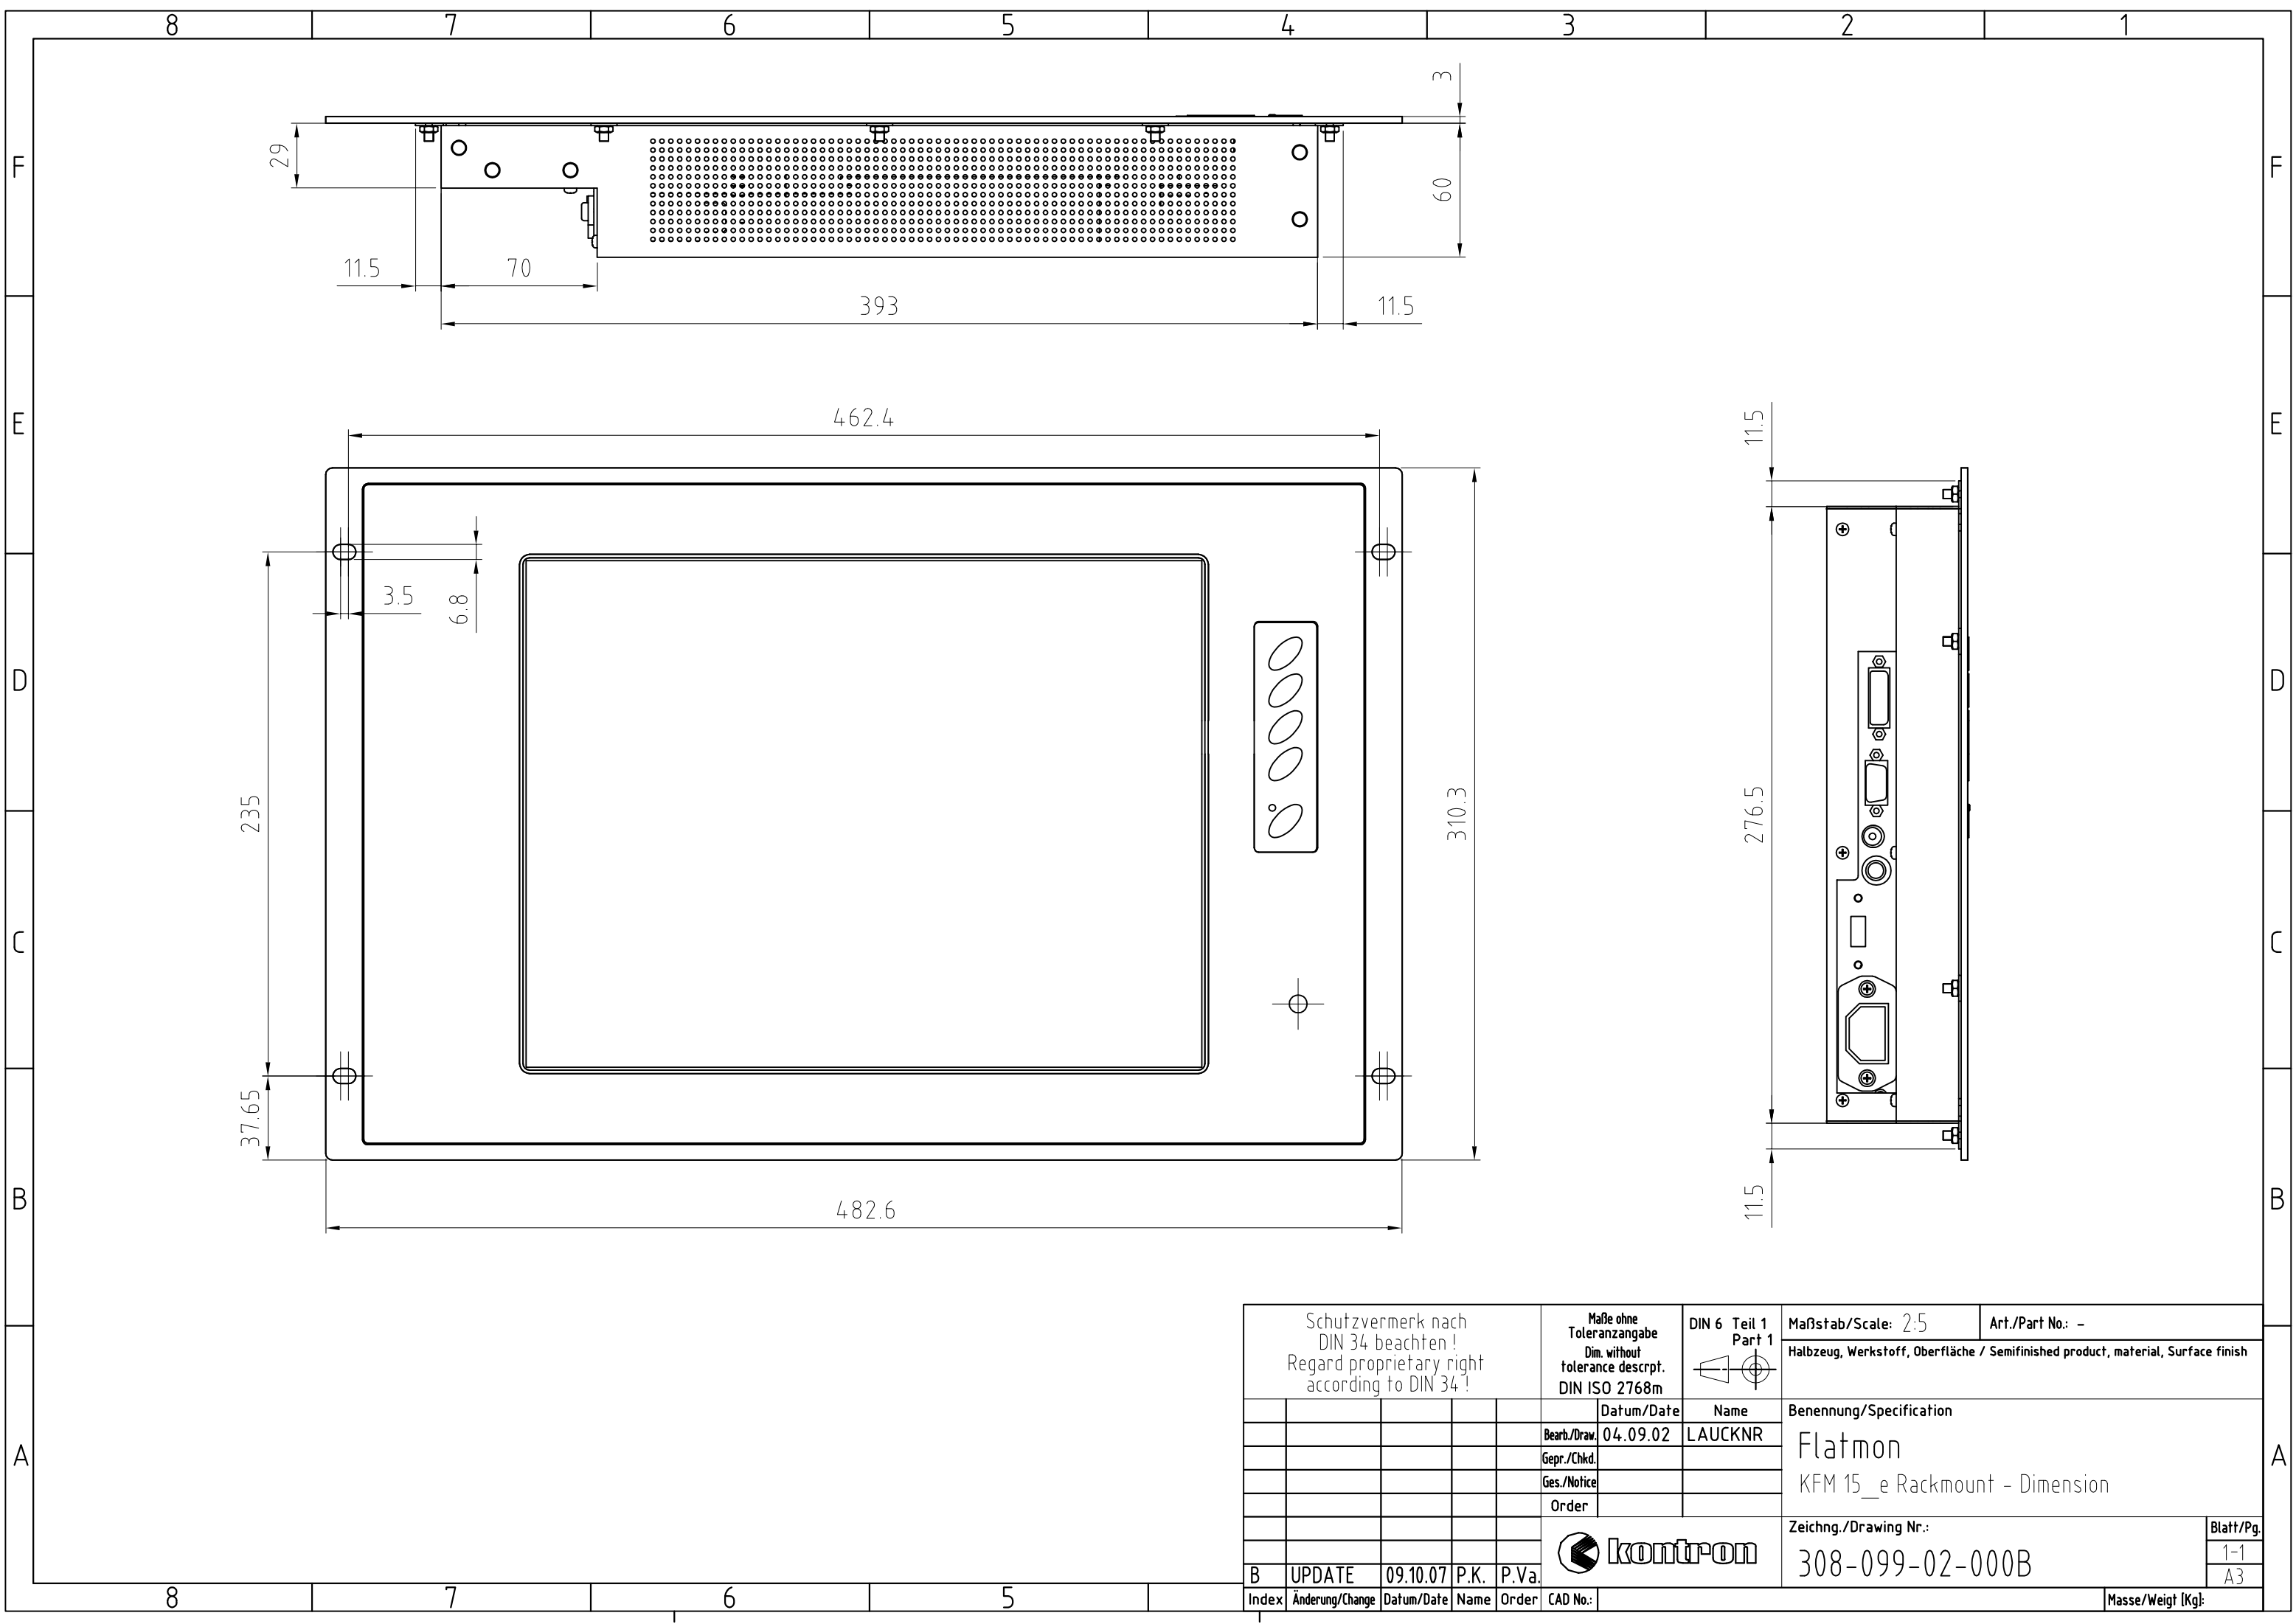 8 7 6 5 4 3 2 1
F F
E E
D D
C C
B B
A A
3
29
60
11.5 70
393 11.5
462.4
11.5
3.5
6.8
235
310.3
276.5
37.65
482.6
11.5
Schutzvermerk nach
DIN 34 beachten !
Regard proprietary right
according to DIN 34 !
Maße ohne
Toleranzangabe
Dim. without
tolerance descrpt.
DIN ISO 2768m
DIN 6 Teil 1
Part 1
Maßstab/Scale: 2:5
Art./Part No.: -
Halbzeug, Werkstoff, Oberfläche / Semifinished product, material, Surface finish
Datum/Date Name
Bearb./Draw. 04.09.02 LAUCKNR
Gepr./Chkd.
Ges./Notice
Order
Benennung/Specification
Flatmon
KFM 15_e Rackmount - Dimension
kontron
Zeichng./Drawing Nr.:
308-099-02-000B
Blatt/Pg.
1-1
A3
B UPDATE 09.10.07 P.K. P.Va.
Index Änderung/Change Datum/Date Name Order CAD No.:
Masse/Weigt [Kg]:
8 7 6 5